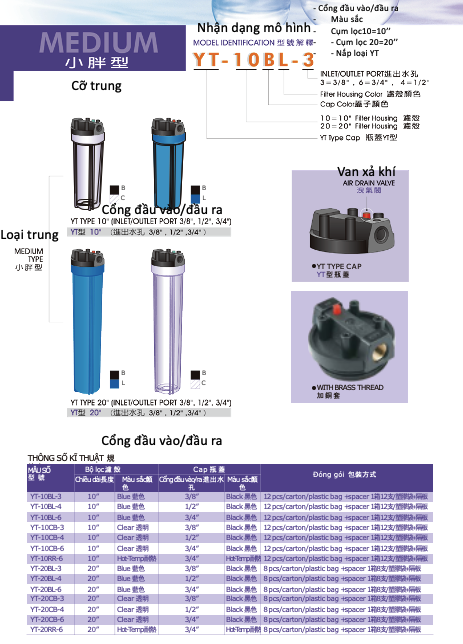 - Cổng đầu vào/đầu ra
Màu sắc
Cụm lọc10=10’’
- Cụm lọc 20=20’’
- Nắp loại YT
Nhận dạng mô hình
MODEL IDENTIFICATION 型號解釋
MEDIUM
小胖型
YT-10BL-3
INLET/OUTLET PORT進出水孔
3=3/8", 6=3/4", 4=1/2"
Filter Housing Color 濾殼顏色
Cap Color蓋子顏色
10=10" Filter Housing 濾殼
20=20" Filter Housing 濾殼
YT Type Cap 瓶蓋YT型
Cỡ trung
B
C
B
L
Cổng đầu vào/đầu ra
YT TYPE 10" (INLET/OUTLET PORT 3/8", 1/2", 3/4")
YT型 10" (進出水孔 3/8", 1/2",3/4")
Loại trung
MEDIUM
TYPE
小胖型
Van xả khí
AIR DRAIN VALVE
洩氣閥
●YT TYPE CAP
YT型瓶蓋
●WITH BRASS THREAD
加銅套
B
L
B
C
YT TYPE 20" (INLET/OUTLET PORT 3/8", 1/2", 3/4")
YT型 20" (進出水孔 3/8", 1/2",3/4")
Cổng đầu vào/đầu ra
THÔNG SỐ KĨ THUẬT 規
MẪU SỐ 型號 Bộ lọc 濾殼 Cap 瓶蓋 Đóng gói 包裝方式
Chiều dài長度 Màu sắc顏色 Cổng đầu vào/ra 進出水孔 Màu sắc顏色
YT-10BL-3 10” Blue 藍色 3/8” Black 黑色 12 pcs/carton/plastic bag +spacer 1箱12支/塑膠袋+隔板
YT-10BL-4 10” Blue 藍色 1/2” Black 黑色 12 pcs/carton/plastic bag +spacer 1箱12支/塑膠袋+隔板
YT-10BL-6 10” Blue 藍色 3/4” Black 黑色 12 pcs/carton/plastic bag +spacer 1箱12支/塑膠袋+隔板
YT-10CB-3 10” Clear 透明 3/8” Black 黑色 12 pcs/carton/plastic bag +spacer 1箱12支/塑膠袋+隔板
YT-10CB-4 10” Clear 透明 1/2” Black 黑色 12 pcs/carton/plastic bag +spacer 1箱12支/塑膠袋+隔板
YT-10CB-6 10” Clear 透明 3/4” Black 黑色 12 pcs/carton/plastic bag +spacer 1箱12支/塑膠袋+隔板
YT-10RR-6 10” Hot-Temp耐熱 3/4” Hot-Temp耐熱 12 pcs/carton/plastic bag +spacer 1箱12支/塑膠袋+隔板
YT-20BL-3 20” Blue 藍色 3/8” Black 黑色 8 pcs/carton/plastic bag +spacer 1箱8支/塑膠袋+隔板
YT-20BL-4 20” Blue 藍色 1/2” Black 黑色 8 pcs/carton/plastic bag +spacer 1箱8支/塑膠袋+隔板
YT-20BL-6 20” Blue 藍色 3/4” Black 黑色 8 pcs/carton/plastic bag +spacer 1箱8支/塑膠袋+隔板
YT-20CB-3 20” Clear 透明 3/8” Black 黑色 8 pcs/carton/plastic bag +spacer 1箱8支/塑膠袋+隔板
YT-20CB-4 20” Clear 透明 1/2” Black 黑色 8 pcs/carton/plastic bag +spacer 1箱8支/塑膠袋+隔板
YT-20CB-6 20” Clear 透明 3/4” Black 黑色 8 pcs/carton/plastic bag +spacer 1箱8支/塑膠袋+隔板
YT-20RR-6 20” Hot-Temp耐熱 3/4” Hot-Temp耐熱 8 pcs/carton/plastic bag +spacer 1箱8支/塑膠袋+隔板